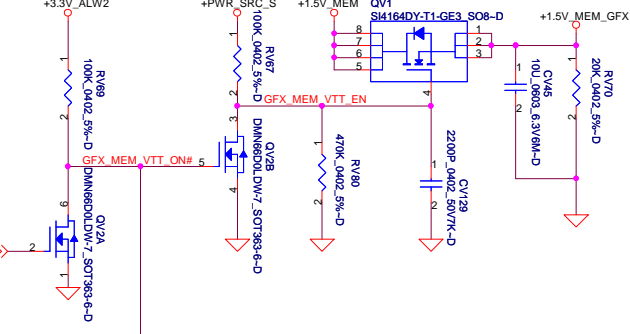 +3.3V_ALW2
+PWR_SRC_S
+1.5V_MEM
QV1
SI4164DY-T1-GE3_SO8~D
+1.5V_MEM_GFX
8
7
6
5
1
2
3
4
1
2
RV69
100K_0402_5%~D
1
2
RV67
100K_0402_5%~D
GFX_MEM_VTT_EN
1
2
CV45
10U_0603_6.3V6M~D
1
2
RV70
20K_0402_5%~D
GFX_MEM_VTT_ON#
5
3
4
QV2B
DMN66D0LDW-7_SOT363-6~D
1
2
RV80
470K_0402_5%~D
1
2
CV129
2200P_0402_50V7K~D
2
6
1
QV2A
DMN66D0LDW-7_SOT363-6~D